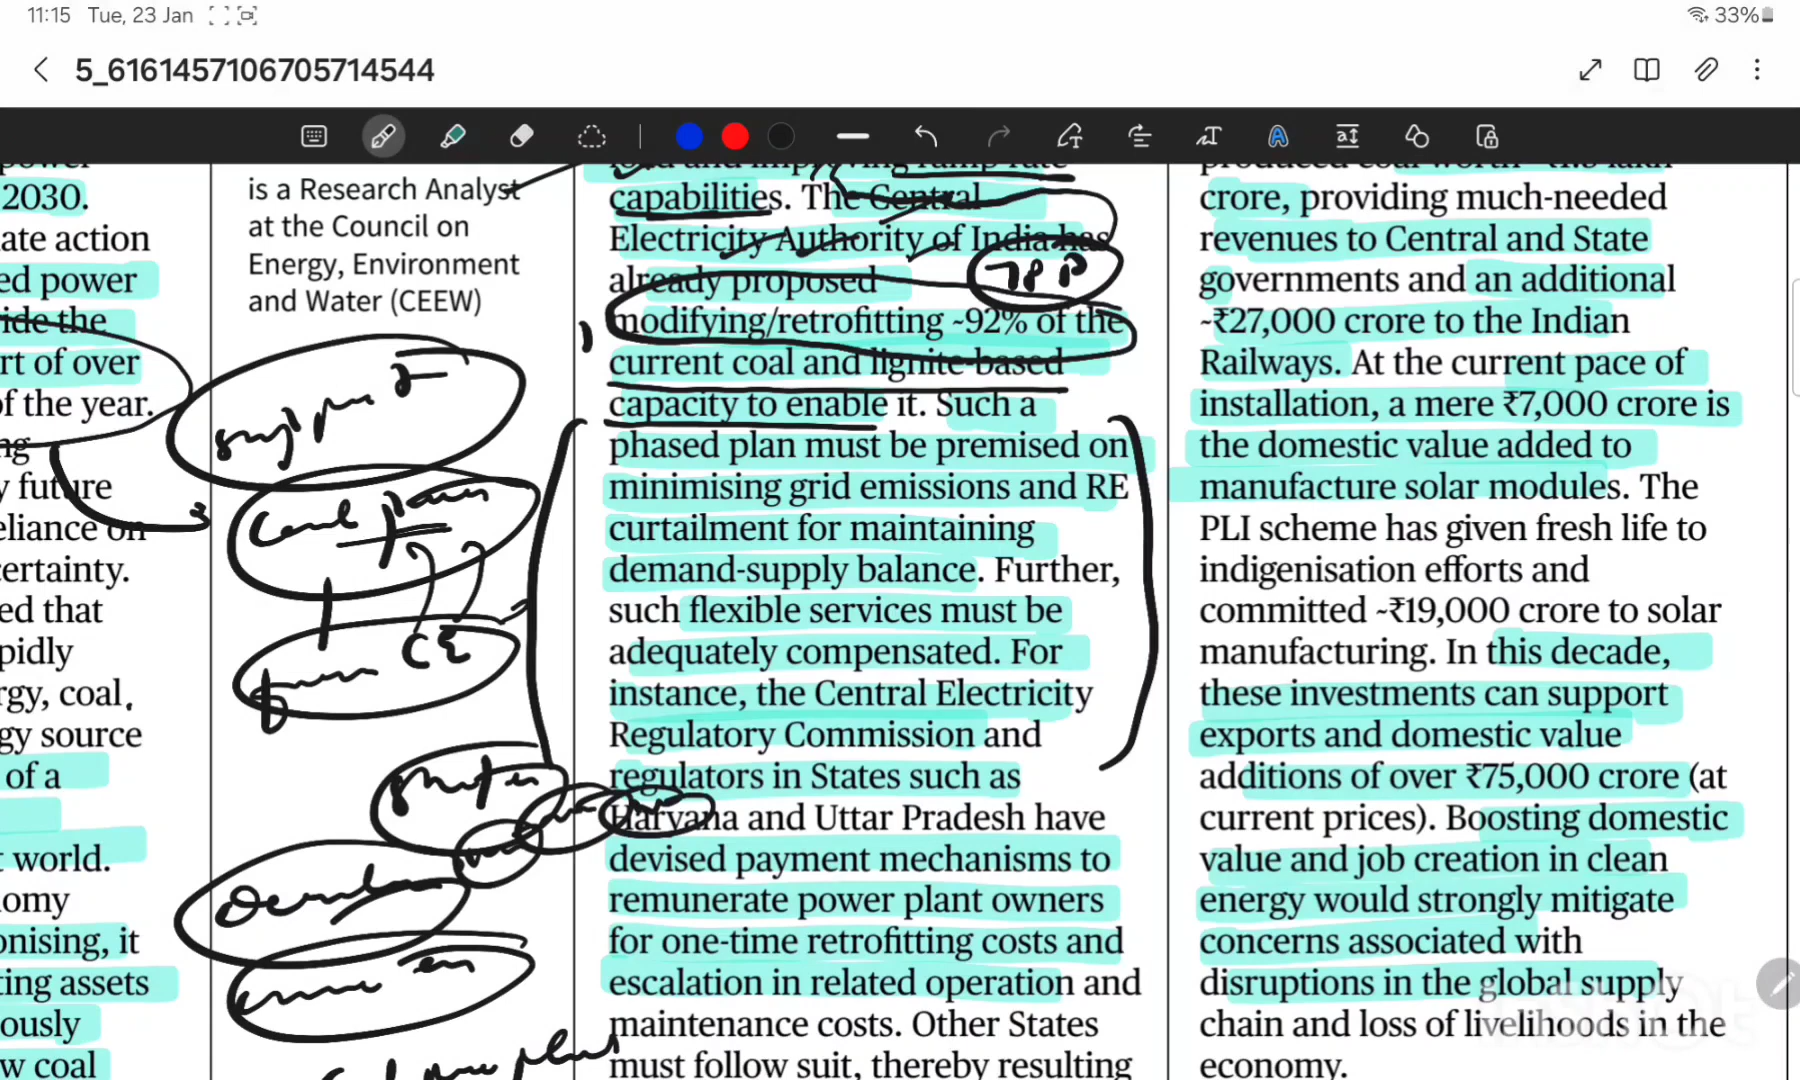 11:15 Tue, 23 Jan
33%
5_6161457106705714544
2030.
ate action
ed power
ide the
rt of over
of the year.
ng
y future
eliance on
certainty.
ed that
pidly
rgy, coal,
gy source
of a
t world.
nomy
onising, it
ting assets
ously
w coal
is a Research Analyst
at the Council on
Energy, Environment
and Water (CEEW)
coal
CE
load and improving ramp rate
capabilities. The Central
Electricity Authority of India has
already proposed
modifying/retrofitting ~92% of the
current coal and lignite-based
capacity to enable it. Such a
phased plan must be premised on
minimising grid emissions and RE
curtailment for maintaining
demand-supply balance. Further,
such flexible services must be
adequately compensated. For
instance, the Central Electricity
Regulatory Commission and
regulators in States such as
Haryana and Uttar Pradesh have
devised payment mechanisms to
remunerate power plant owners
for one-time retrofitting costs and
escalation in related operation and
maintenance costs. Other States
must follow suit, thereby resulting
crore, providing much-needed
revenues to Central and State
governments and an additional
~₹27,000 crore to the Indian
Railways. At the current pace of
installation, a mere ₹7,000 crore is
the domestic value added to
manufacture solar modules. The
PLI scheme has given fresh life to
indigenisation efforts and
committed ~₹19,000 crore to solar
manufacturing. In this decade,
these investments can support
exports and domestic value
additions of over ₹75,000 crore (at
current prices). Boosting domestic
value and job creation in clean
energy would strongly mitigate
concerns associated with
disruptions in the global supply
chain and loss of livelihoods in the
economy.